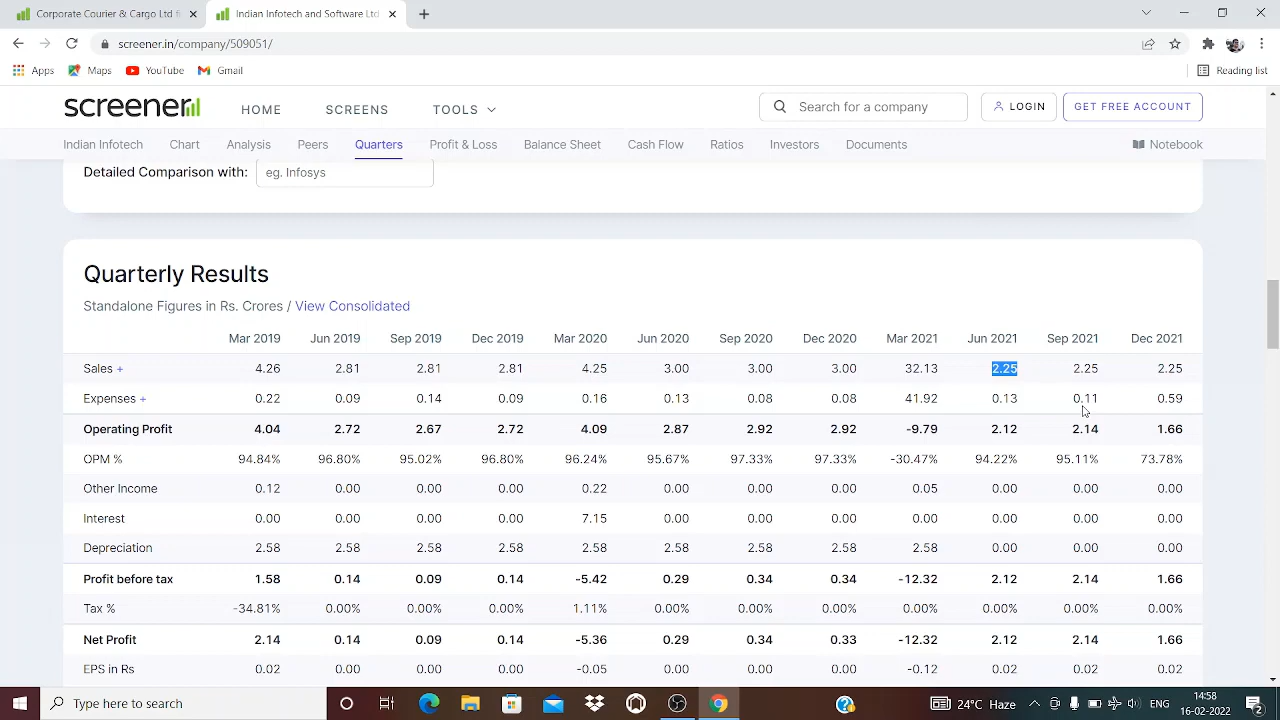 Corporate Courier & Cargo Ltd fi
Indian Infotech and Software Ltd
screener.in/company/509051/
Apps Maps YouTube Gmail Reading list
screener HOME SCREENS TOOLS Search for a company LOGIN GET FREE ACCOUNT
Indian Infotech Chart Analysis Peers Quarters Profit & Loss Balance Sheet Cash Flow Ratios Investors Documents Notebook
Detailed Comparison with: eg. Infosys
Quarterly Results
Standalone Figures in Rs. Crores / View Consolidated
Mar 2019 Jun 2019 Sep 2019 Dec 2019 Mar 2020 Jun 2020 Sep 2020 Dec 2020 Mar 2021 Jun 2021 Sep 2021 Dec 2021
Sales + 4.26 2.81 2.81 2.81 4.25 3.00 3.00 3.00 32.13 2.25 2.25 2.25
Expenses + 0.22 0.09 0.14 0.09 0.16 0.13 0.08 0.08 41.92 0.13 0.11 0.59
Operating Profit 4.04 2.72 2.67 2.72 4.09 2.87 2.92 2.92 -9.79 2.12 2.14 1.66
OPM % 94.84% 96.80% 95.02% 96.80% 96.24% 95.67% 97.33% 97.33% -30.47% 94.22% 95.11% 73.78%
Other Income 0.12 0.00 0.00 0.00 0.22 0.00 0.00 0.00 0.05 0.00 0.00 0.00
Interest 0.00 0.00 0.00 0.00 7.15 0.00 0.00 0.00 0.00 0.00 0.00 0.00
Depreciation 2.58 2.58 2.58 2.58 2.58 2.58 2.58 2.58 2.58 0.00 0.00 0.00
Profit before tax 1.58 0.14 0.09 0.14 -5.42 0.29 0.34 0.34 -12.32 2.12 2.14 1.66
Tax % -34.81% 0.00% 0.00% 0.00% 1.11% 0.00% 0.00% 0.00% 0.00% 0.00% 0.00% 0.00%
Net Profit 2.14 0.14 0.09 0.14 -5.36 0.29 0.34 0.33 -12.32 2.12 2.14 1.66
EPS in Rs 0.02 0.00 0.00 0.00 -0.05 0.00 0.00 0.00 -0.12 0.02 0.02 0.02
Type here to search
24°C Haze
ENG
14:58
16-02-2022
2